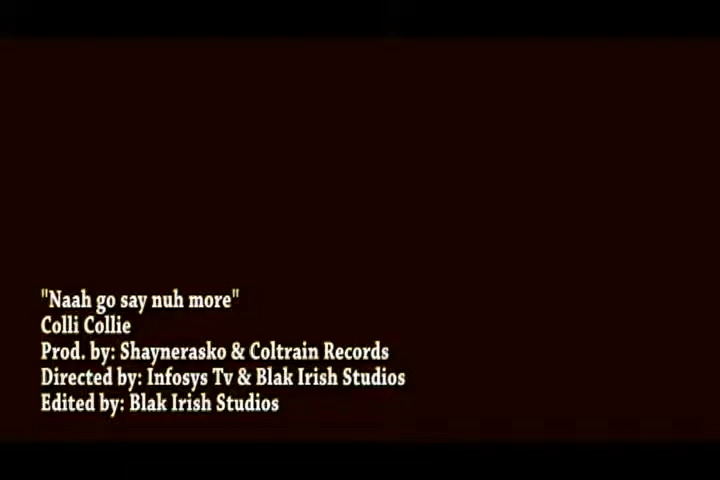 "Naah go say nuh more"
Colli Collie
Prod. by: Shaynerasko & Coltrain Records
Directed by: Infosys Tv & Blak Irish Studios
Edited by: Blak Irish Studios